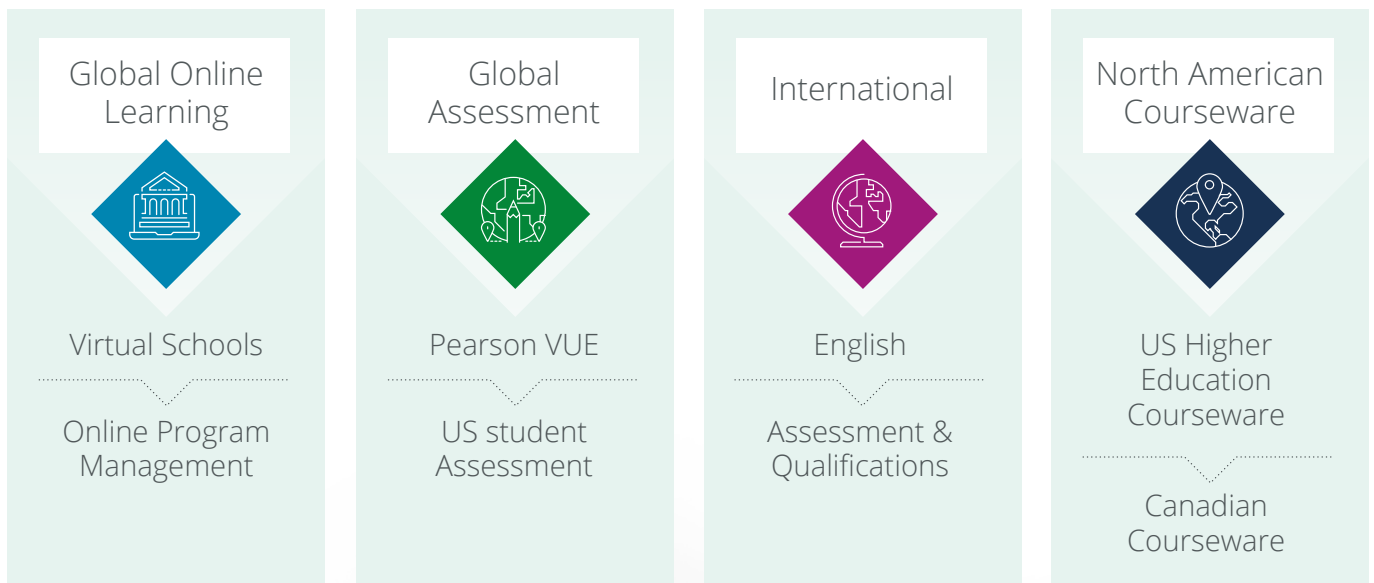 Global Online
Learning
Virtual Schools
Online Program
Management
Global
Assessment
Pearson VUE
US student
Assessment
International
English
Assessment &
Qualifications
North American
Courseware
US Higher
Education
Courseware
Canadian
Courseware